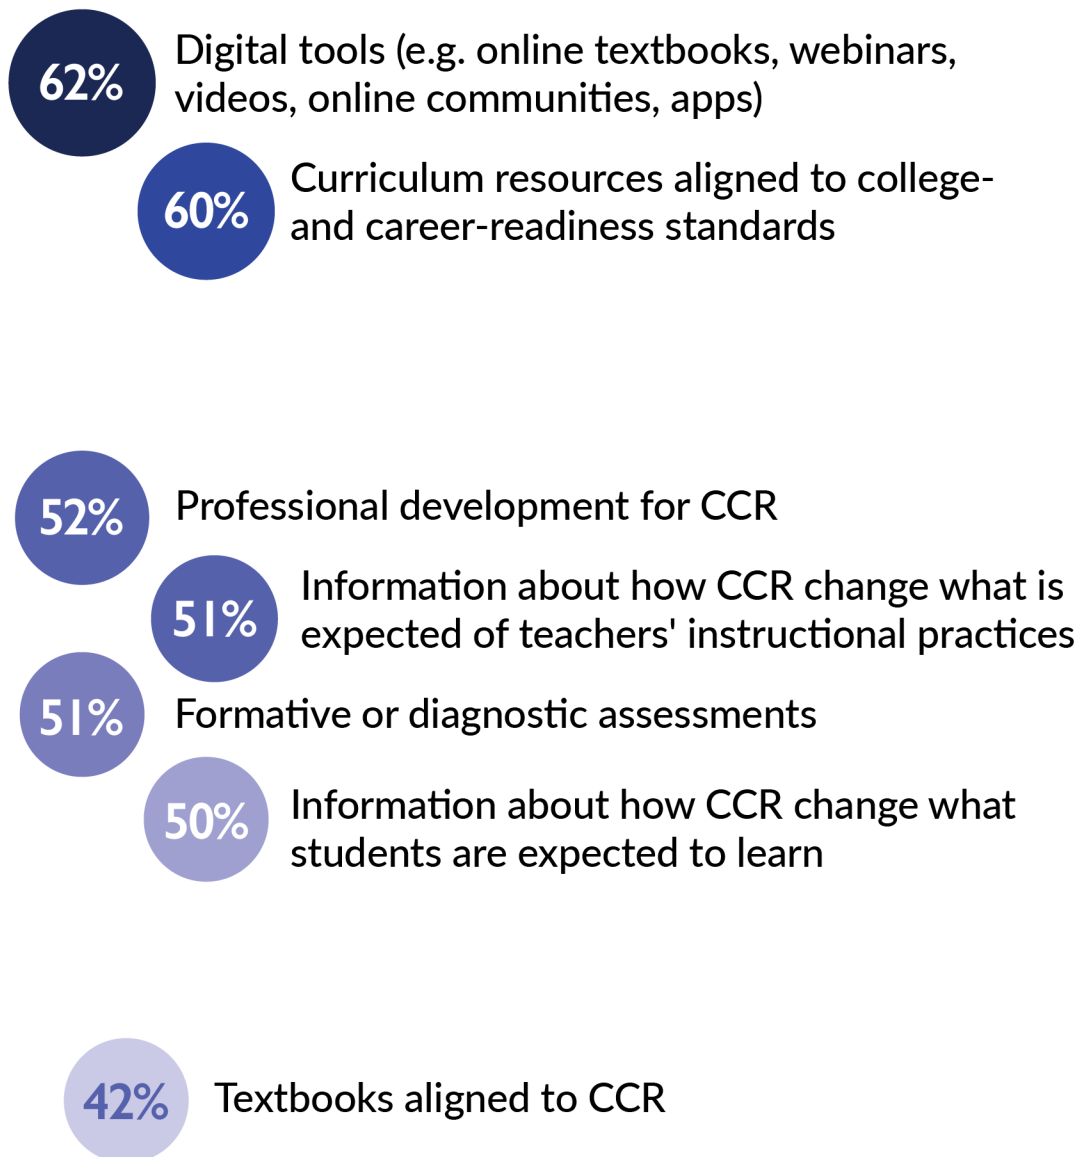 62%
Digital tools (e.g. online textbooks, webinars,
videos, online communities, apps)
60%
Curriculum resources aligned to college-
and career-readiness standards
52%
Professional development for CCR
51%
Information about how CCR change what is
expected of teachers' instructional practices
51%
Formative or diagnostic assessments
50%
Information about how CCR change what
students are expected to learn
42%
Textbooks aligned to CCR